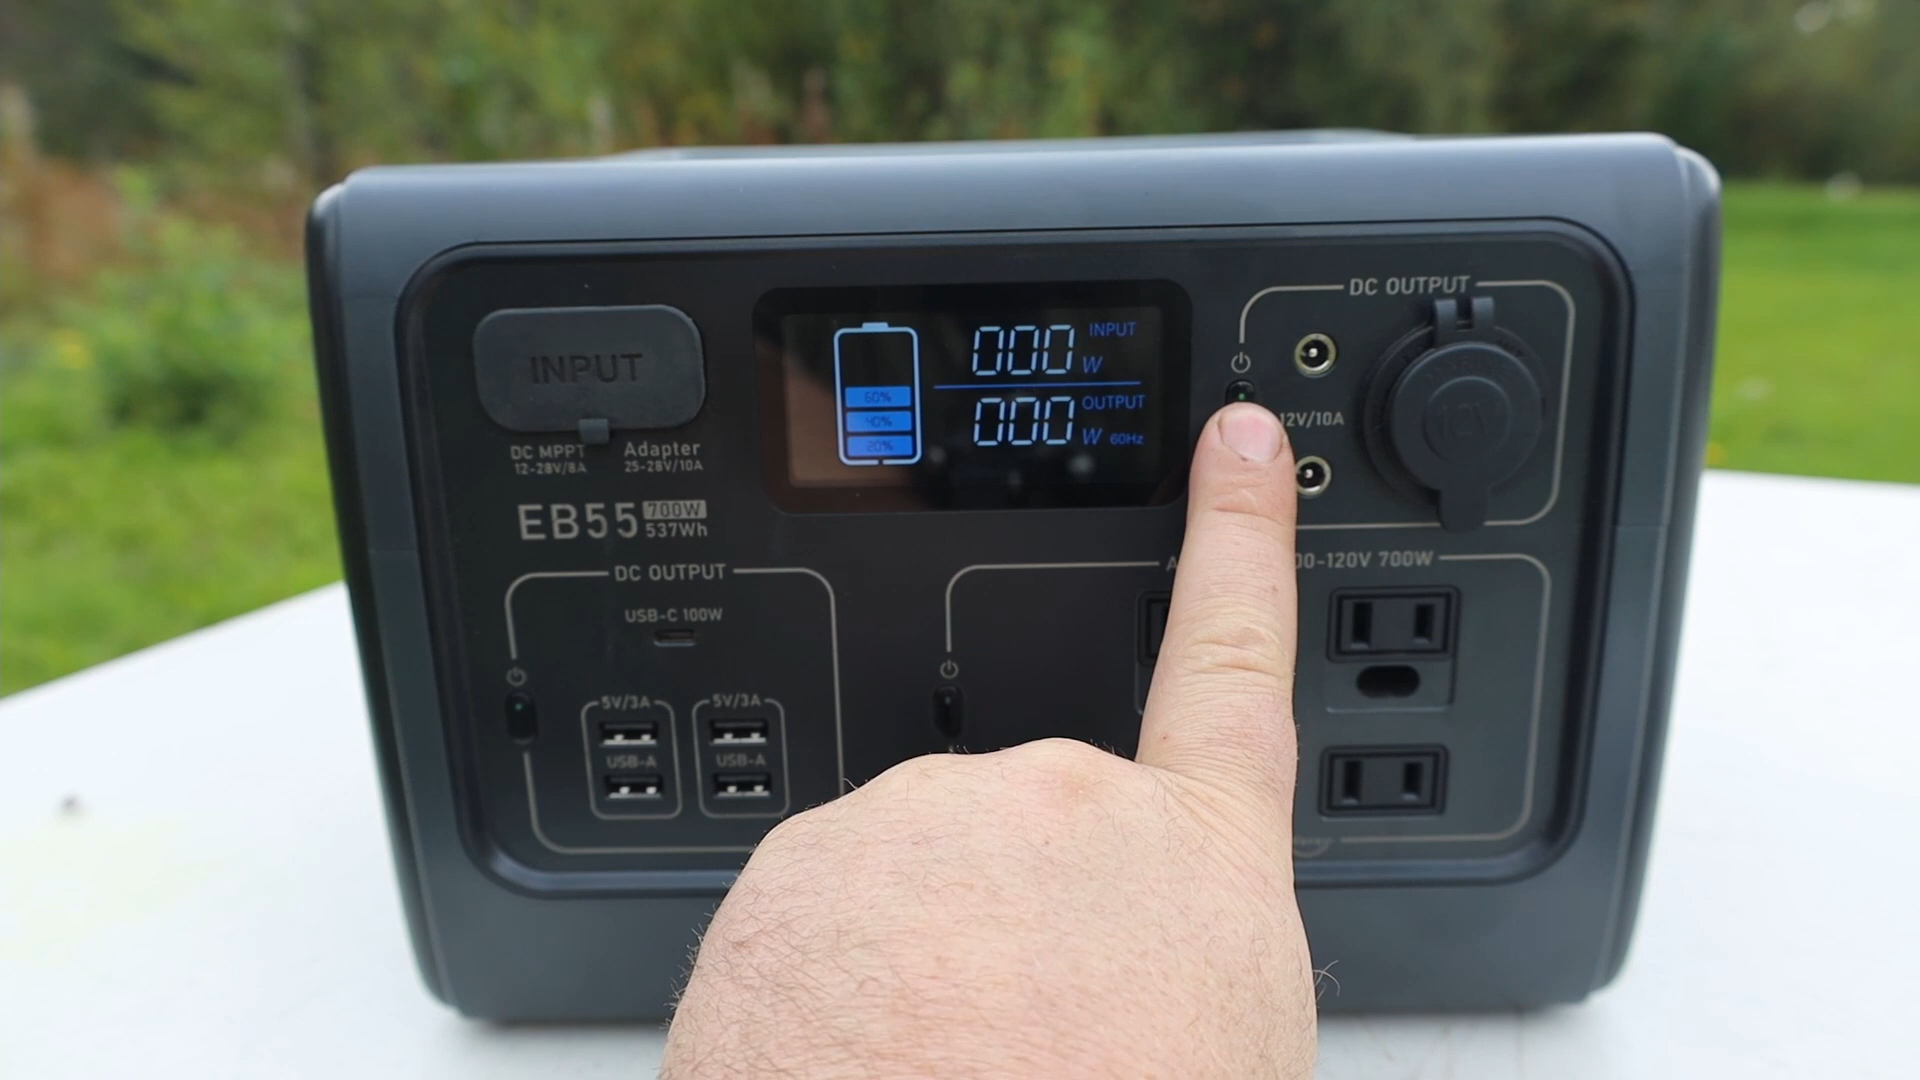 DC OUTPUT
INPUT
000 INPUT
W
60%
000 OUTPUT
W 60Hz
40%
20%
12V/10A
12V
DC MPPT Adapter
12-28V/8A 25-28V/10A
EB55 700W
537Wh
DC OUTPUT
00-120V 700W
USB-C 100W
5V/3A 5V/3A
USB-A USB-A